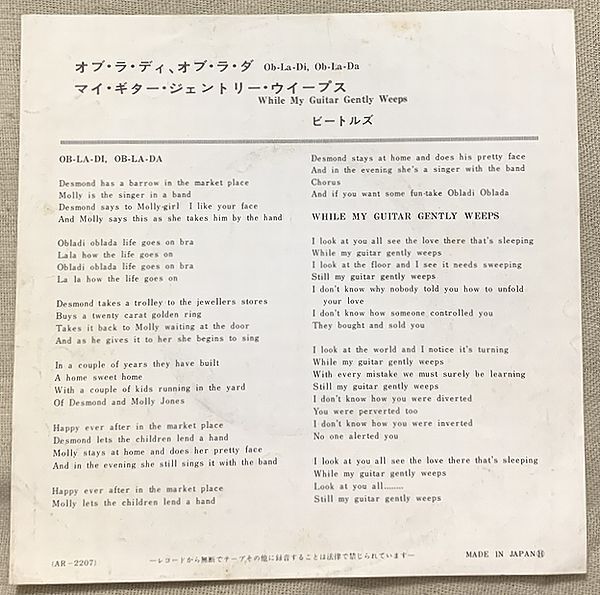 オブ・ラ・ディ、オブ・ラ・ダ Ob-La-Di, Ob-La-Da
マイ・ギター・ジェントリー・ウイープス
While My Guitar Gently Weeps
ビートルズ
OB-LA-DI, OB-LA-DA
Desmond has a barrow in the market place
Molly is the singer in a band
Desmond says to Molly-girl I like your face
And Molly says this as she takes him by the hand
Obladi oblada life goes on bra
Lala how the life goes on
Obladi oblada life goes on bra
La la how the life goes on
Desmond takes a trolley to the jewellers stores
Buys a twenty carat golden ring
Takes it back to Molly waiting at the door
And as he gives it to her she begins to sing
In a couple of years they have built
A home sweet home
With a couple of kids running in the yard
Of Desmond and Molly Jones
Happy ever after in the market place
Desmond lets the children lend a hand
Molly stays at home and does her pretty face
And in the evening she still sings it with the band
Happy ever after in the market place
Molly lets the children lend a hand
Desmond stays at home and does his pretty face
And in the evening she's a singer with the band
Chorus
And if you want some fun-take Obladi Oblada
WHILE MY GUITAR GENTLY WEEPS
I look at you all see the love there that's sleeping
While my guitar gently weeps
I look at the floor and I see it needs sweeping
Still my guitar gently weeps
I don't know why nobody told you how to unfold
your love
I don't know how someone controlled you
They bought and sold you
I look at the world and I notice it's turning
While my guitar gently weeps
With every mistake we must surely be learning
Still my guitar gently weeps
I don't know how you were diverted
You were perverted too
I don't know how you were inverted
No one alerted you
I look at you all see the love there that's sleeping
While my guitar gently weeps
Look at you all........
Still my guitar gently weeps
(AR-2207)
―レコードから無断でテープその他に録音することは法律で禁じられています―
MADE IN JAPAN Ⓗ